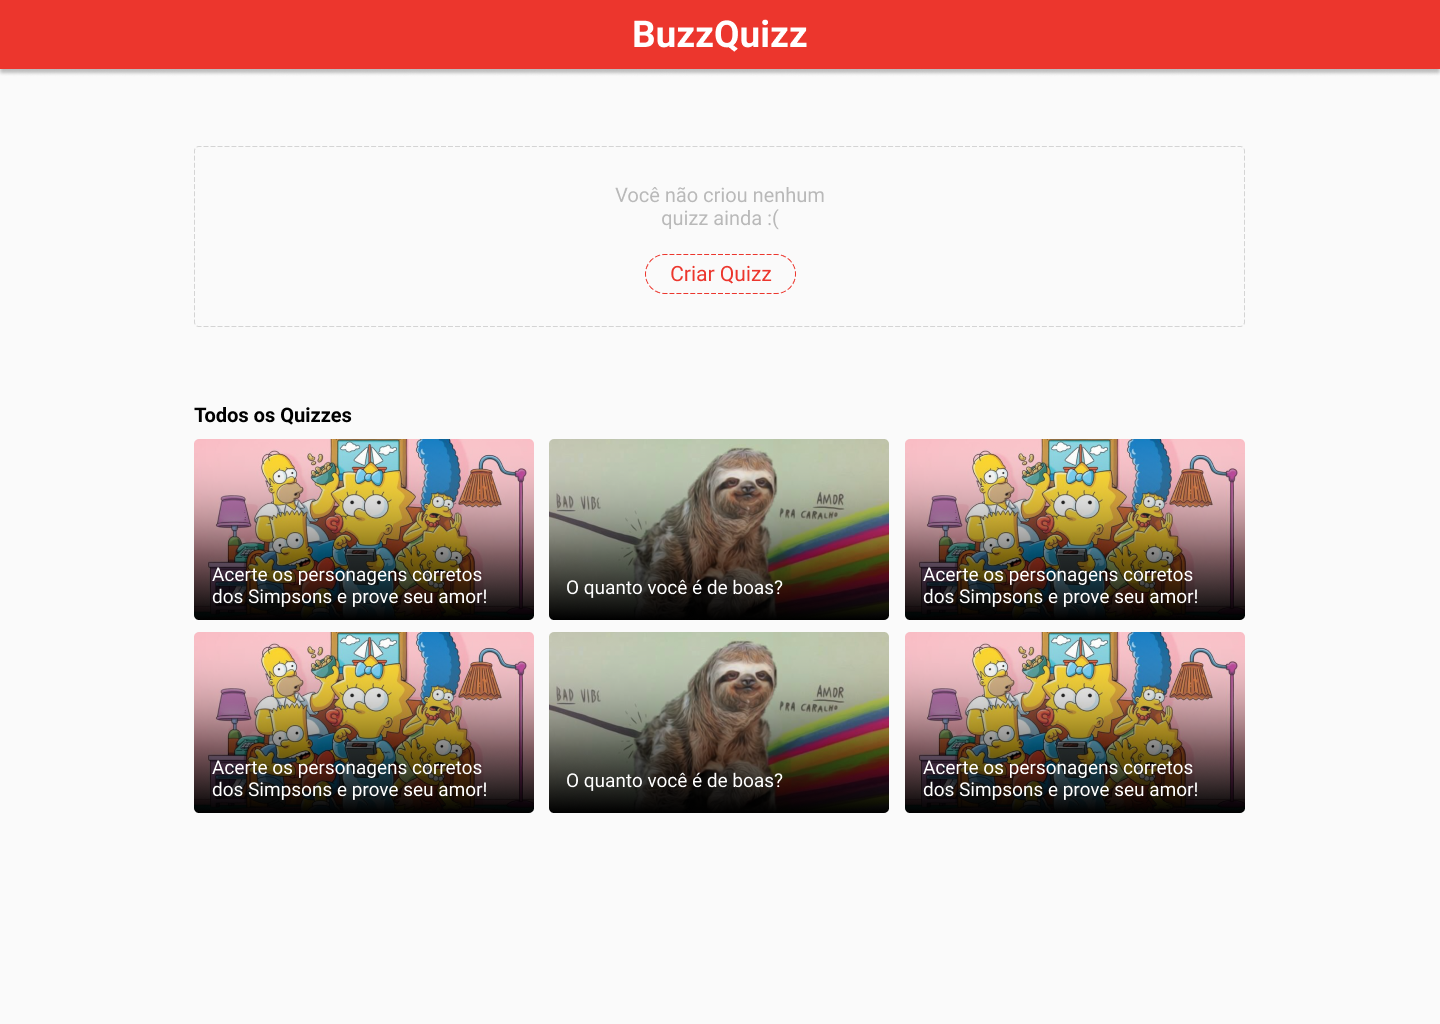 BuzzQuizz
Você não criou nenhum
quizz ainda :(
Criar Quizz
Todos os Quizzes
Acerte os personagens corretos
dos Simpsons e prove seu amor!
BAD VIBE
AMOR
PRA CARALHO
O quanto você é de boas?
Acerte os personagens corretos
dos Simpsons e prove seu amor!
Acerte os personagens corretos
dos Simpsons e prove seu amor!
BAD VIBE
AMOR
PRA CARALHO
O quanto você é de boas?
Acerte os personagens corretos
dos Simpsons e prove seu amor!